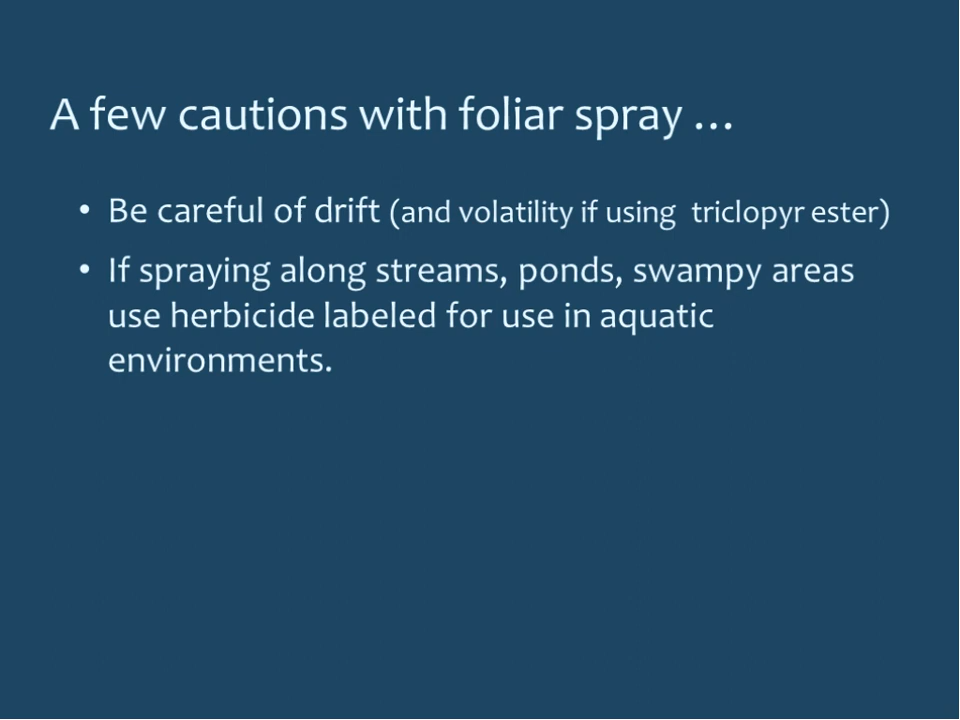 A few cautions with foliar spray …
• Be careful of drift (and volatility if using  triclopyr ester)
• If spraying along streams, ponds, swampy areas
use herbicide labeled for use in aquatic
environments.